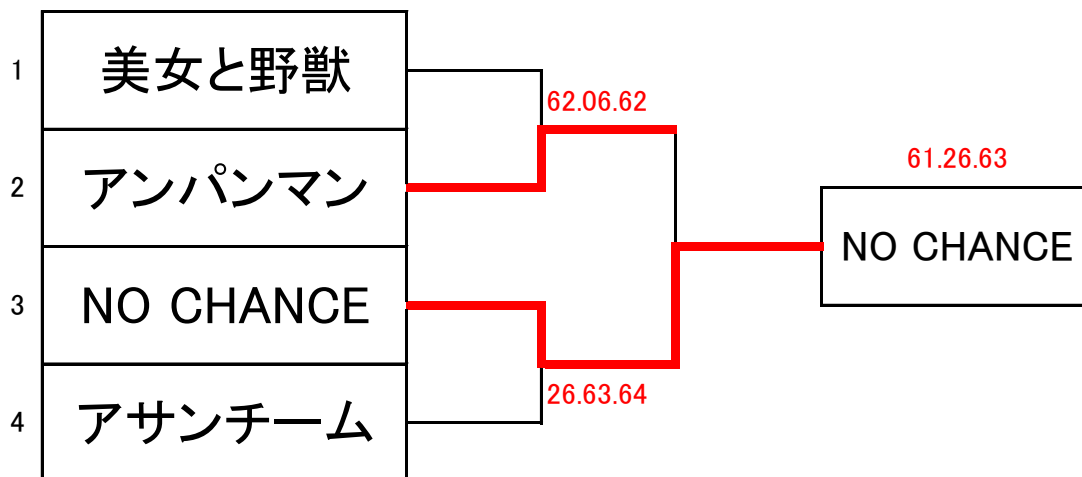 1 美女と野獣
62.06.62
2 アンパンマン
61.26.63
NO CHANCE
3 NO CHANCE
26.63.64
4 アサンチーム